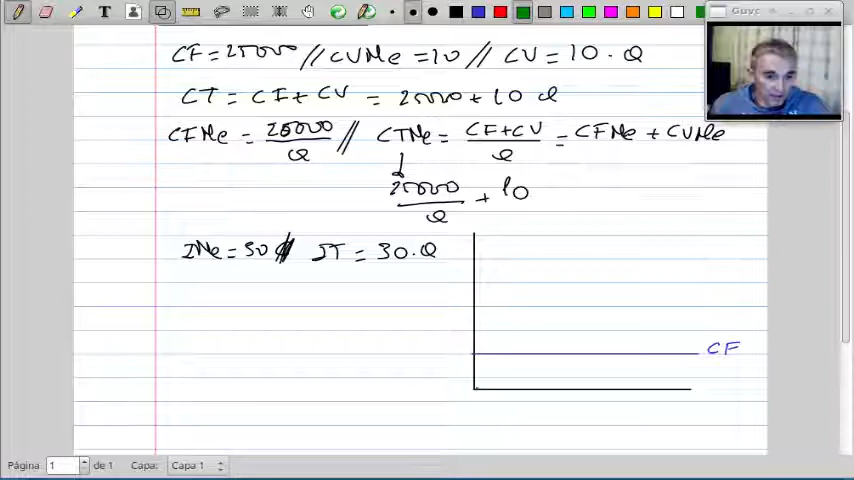 Guvc
CF = 25000 // CVMe = 10 // CV = 10 · Q
CT = CF + CV = 25000 + 10 Q
CFMe = 25000 / Q // CTMe = CF+CV / Q = CFMe + CVMe
25000 / Q + 10
IMe = 30 // IT = 30 · Q
CF
Página 1 de 1 Capa: Capa 1